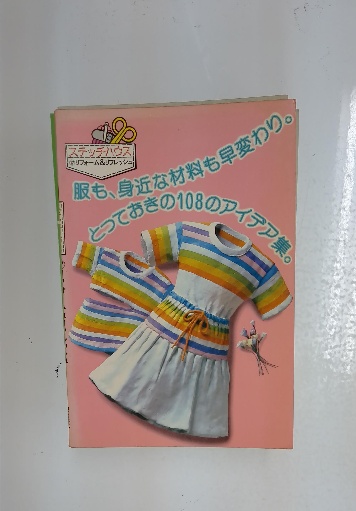 ステッチ・ハウス
リフォーム&リフレッシュ
服も、身近な材料も早変わり。
とっておきの108のアイデア集。